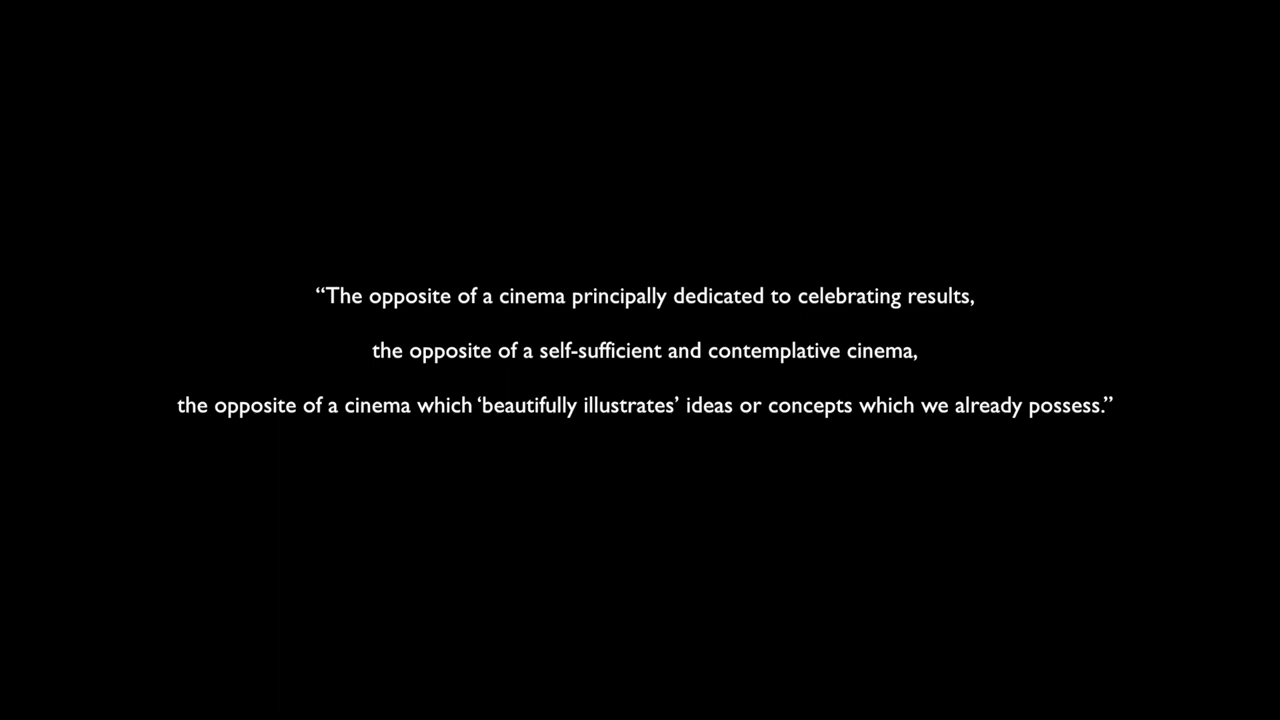 “The opposite of a cinema principally dedicated to celebrating results,
the opposite of a self-sufficient and contemplative cinema,
the opposite of a cinema which ‘beautifully illustrates’ ideas or concepts which we already possess.”